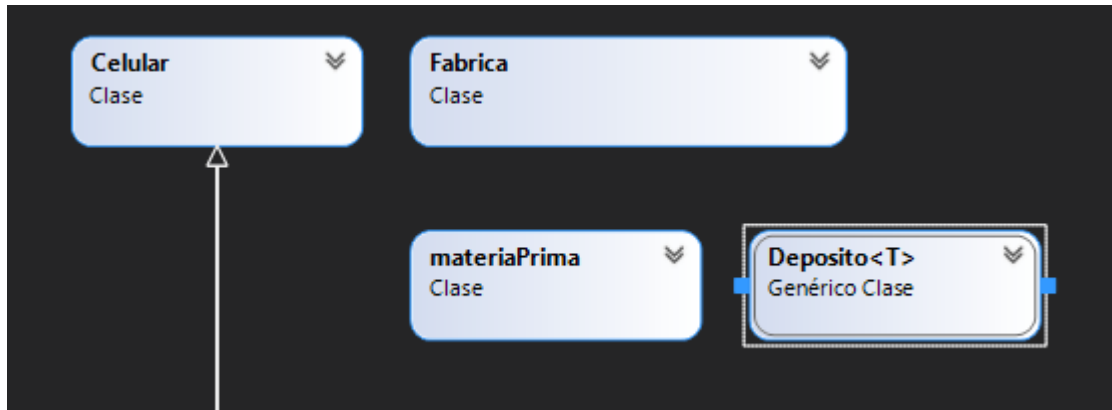 Celular
Clase
Fabrica
Clase
materiaPrima
Clase
Deposito<T>
Genérico Clase